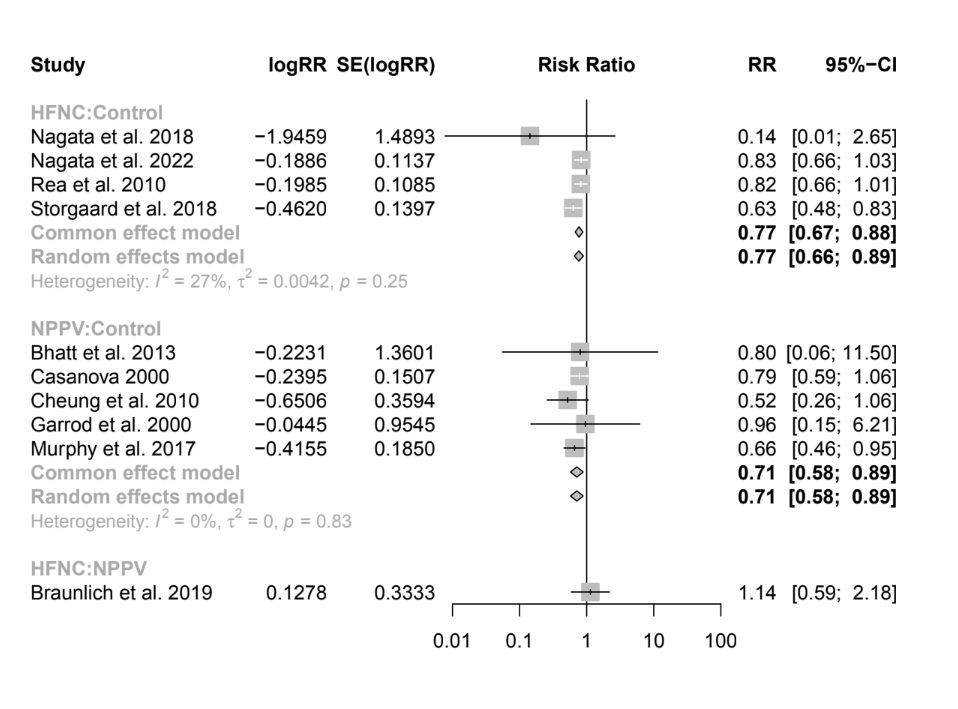 Study logRR SE(logRR) Risk Ratio RR 95%−CI
HFNC:Control
Nagata et al. 2018 −1.9459 1.4893 0.14 [0.01; 2.65]
Nagata et al. 2022 −0.1886 0.1137 0.83 [0.66; 1.03]
Rea et al. 2010 −0.1985 0.1085 0.82 [0.66; 1.01]
Storgaard et al. 2018 −0.4620 0.1397 0.63 [0.48; 0.83]
Common effect model 0.77 [0.67; 0.88]
Random effects model 0.77 [0.66; 0.89]
Heterogeneity: I² = 27%, τ² = 0.0042, p = 0.25
NPPV:Control
Bhatt et al. 2013 −0.2231 1.3601 0.80 [0.06; 11.50]
Casanova 2000 −0.2395 0.1507 0.79 [0.59; 1.06]
Cheung et al. 2010 −0.6506 0.3594 0.52 [0.26; 1.06]
Garrod et al. 2000 −0.0445 0.9545 0.96 [0.15; 6.21]
Murphy et al. 2017 −0.4155 0.1850 0.66 [0.46; 0.95]
Common effect model 0.71 [0.58; 0.89]
Random effects model 0.71 [0.58; 0.89]
Heterogeneity: I² = 0%, τ² = 0, p = 0.83
HFNC:NPPV
Braunlich et al. 2019 0.1278 0.3333 1.14 [0.59; 2.18]
0.01 0.1 1 10 100